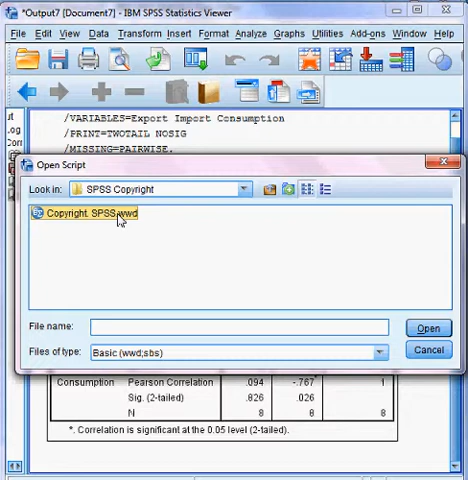 *Output7 [Document7] - IBM SPSS Statistics Viewer
File Edit View Data Transform Insert Format Analyze Graphs Utilities Add-ons Window Help
/VARIABLES=Export Import Consumption
/PRINT=TWOTAIL NOSIG
/MISSING=PAIRWISE.
Open Script
Look in: SPSS Copyright
Copyright. SPSS.wwd
File name:
Open
Files of type: Basic (wwd;sbs)
Cancel
Consumption Pearson Correlation .094 -.767* 1
Sig. (2-tailed) .826 .026
N 8 8 8
*. Correlation is significant at the 0.05 level (2-tailed).